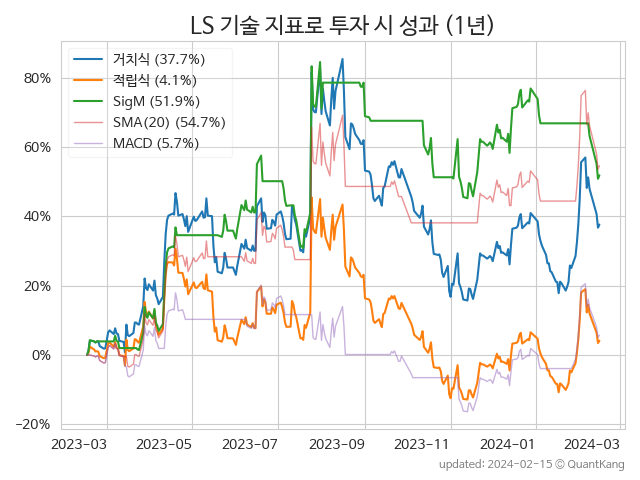 LS 기술 지표로 투자 시 성과 (1년)
거치식 (37.7%)
적립식 (4.1%)
SigM (51.9%)
SMA(20) (54.7%)
MACD (5.7%)
80%
60%
40%
20%
0%
−20%
2023-03 2023-05 2023-07 2023-09 2023-11 2024-01 2024-03
updated: 2024-02-15 © QuantKang